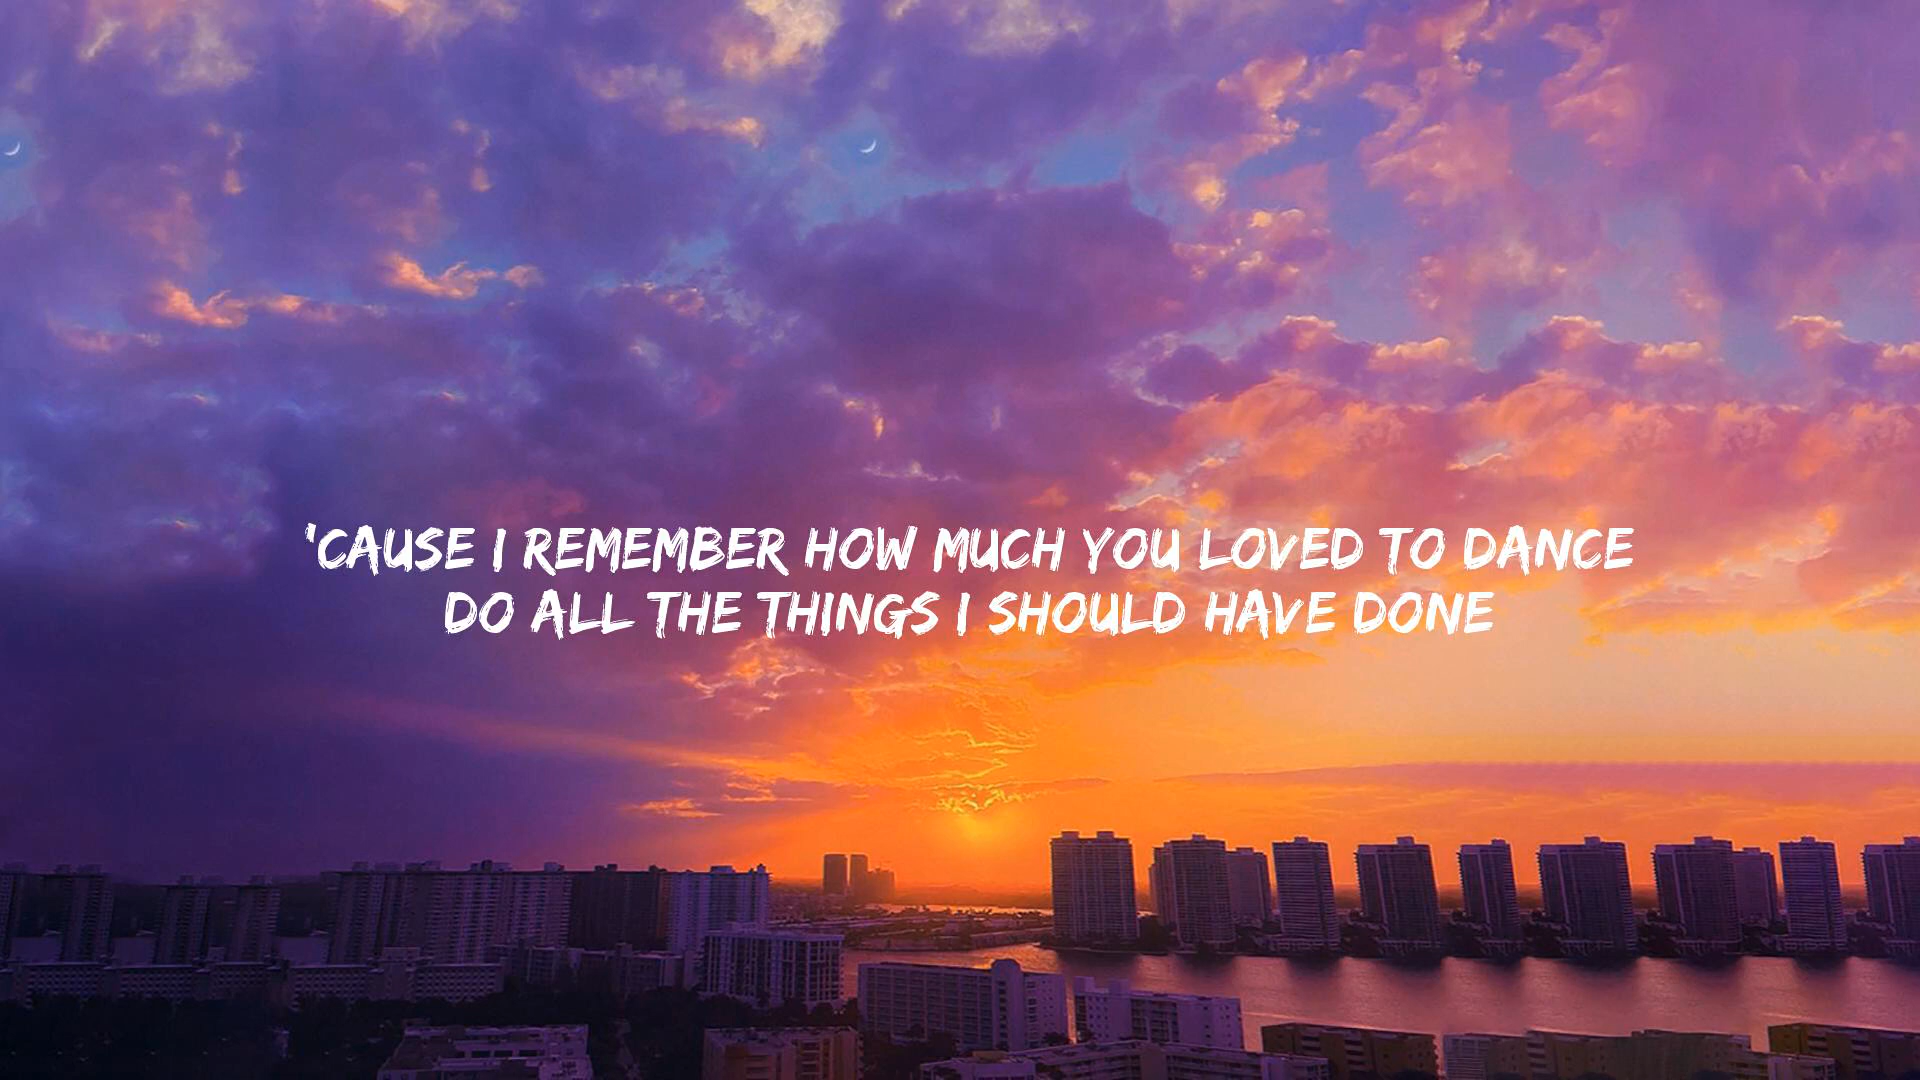 'CAUSE I REMEMBER HOW MUCH YOU LOVED TO DANCE
DO ALL THE THINGS I SHOULD HAVE DONE